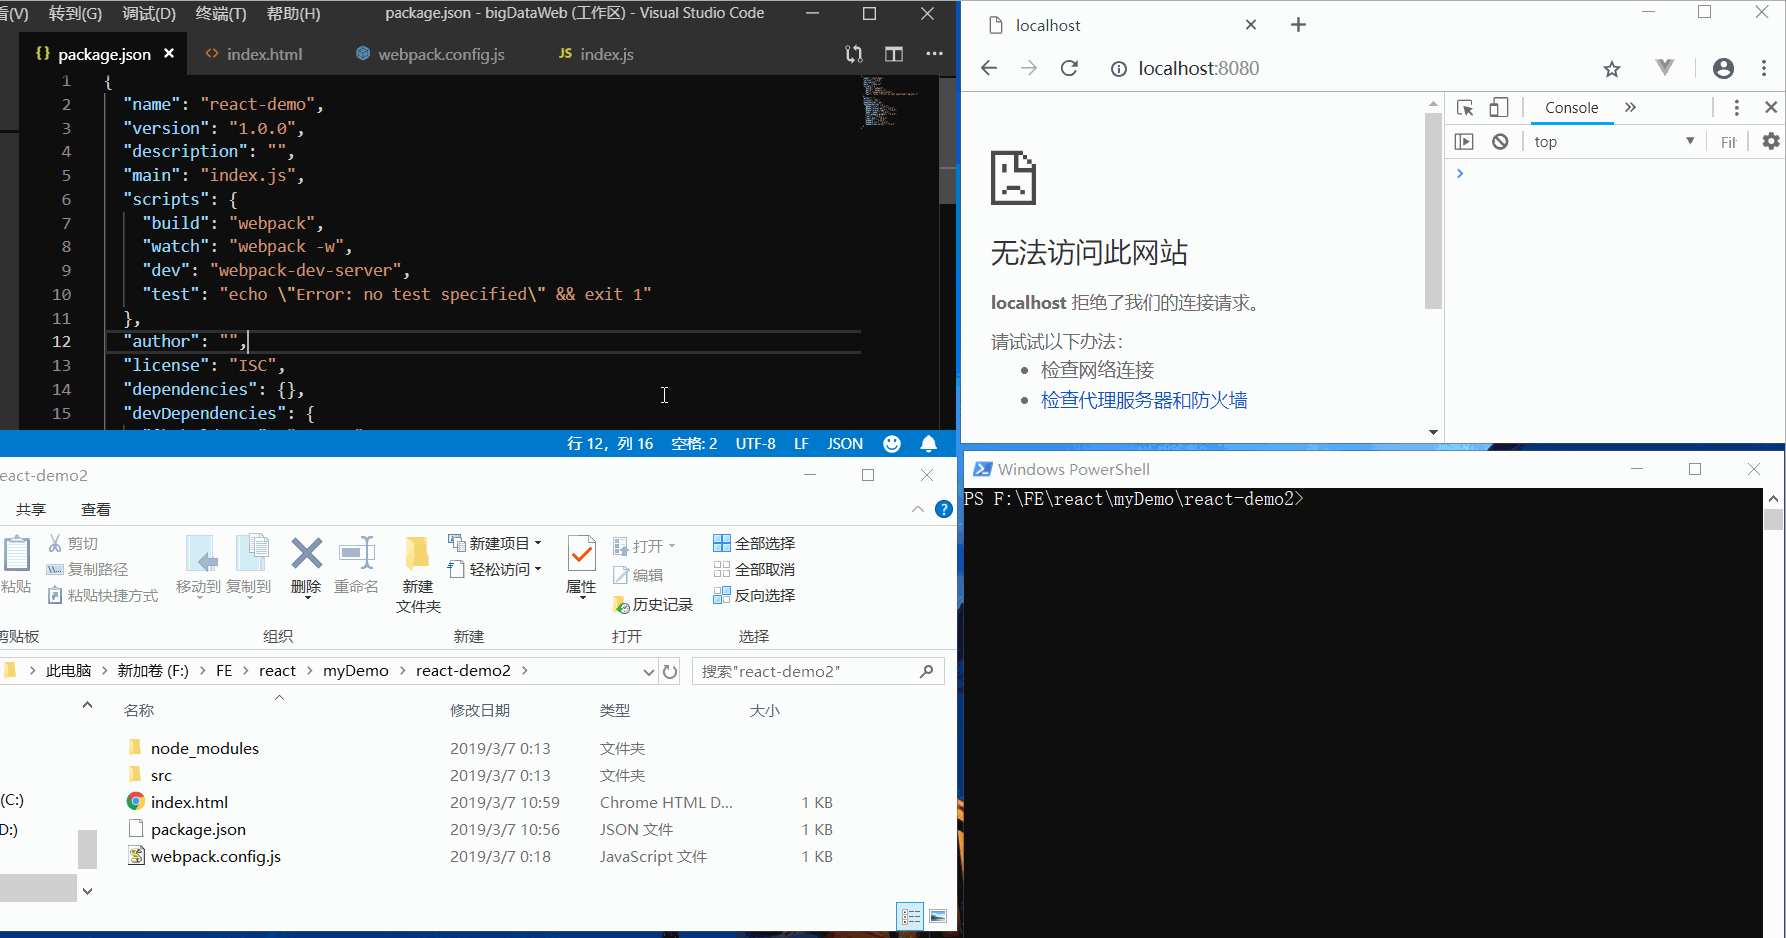 看(V) 转到(G) 调试(D) 终端(T) 帮助(H) package.json - bigDataWeb (工作区) - Visual Studio Code
{} package.json × <> index.html webpack.config.js JS index.js
1 {
2 "name": "react-demo",
3 "version": "1.0.0",
4 "description": "",
5 "main": "index.js",
6 "scripts": {
7 "build": "webpack",
8 "watch": "webpack -w",
9 "dev": "webpack-dev-server",
10 "test": "echo \"Error: no test specified\" && exit 1"
11 },
12 "author": "",
13 "license": "ISC",
14 "dependencies": {},
15 "devDependencies": {
行 12，列 16 空格: 2 UTF-8 LF JSON
localhost
localhost:8080
Console »
top Fil
无法访问此网站
localhost 拒绝了我们的连接请求。
请试试以下办法：
• 检查网络连接
• 检查代理服务器和防火墙
eact-demo2
共享 查看
粘贴
剪切
复制路径
粘贴快捷方式
移动到 复制到 删除 重命名
新建
文件夹
新建项目
轻松访问
属性
打开
编辑
历史记录
全部选择
全部取消
反向选择
剪贴板 组织 新建 打开 选择
此电脑 > 新加卷 (F:) > FE > react > myDemo > react-demo2 >
搜索"react-demo2"
名称 修改日期 类型 大小
node_modules 2019/3/7 0:13 文件夹
src 2019/3/7 0:13 文件夹
index.html 2019/3/7 10:59 Chrome HTML D... 1 KB
package.json 2019/3/7 10:56 JSON 文件 1 KB
webpack.config.js 2019/3/7 0:18 JavaScript 文件 1 KB
(C:)
D:)
Windows PowerShell
PS F:\FE\react\myDemo\react-demo2>